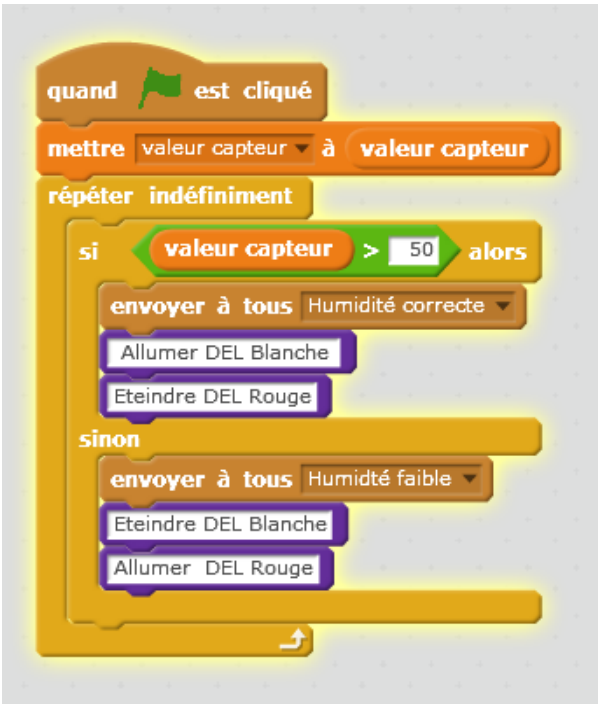 quand est cliqué
mettre valeur capteur à valeur capteur
répéter indéfiniment
si valeur capteur > 50 alors
envoyer à tous Humidité correcte
Allumer DEL Blanche
Eteindre DEL Rouge
sinon
envoyer à tous Humidté faible
Eteindre DEL Blanche
Allumer DEL Rouge